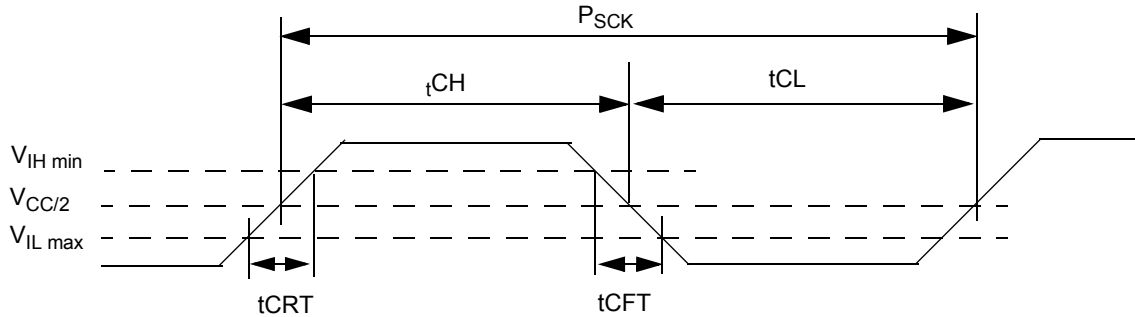 PSCK
tCH
tCL
VIH min
VCC/2
VIL max
tCRT
tCFT